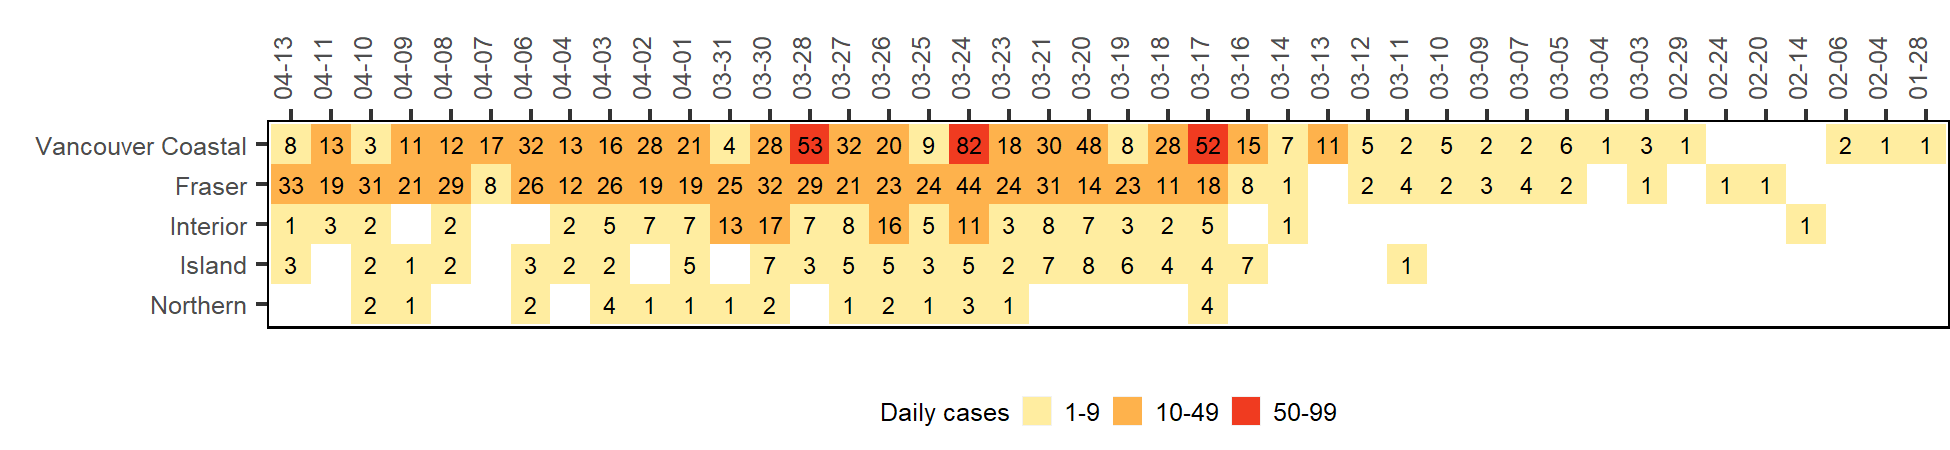 04-13 04-11 04-10 04-09 04-08 04-07 04-06 04-04 04-03 04-02 04-01 03-31 03-30 03-28 03-27 03-26 03-25 03-24 03-23 03-21 03-20 03-19 03-18 03-17 03-16 03-14 03-13 03-12 03-11 03-10 03-09 03-07 03-05 03-04 03-03 02-29 02-24 02-20 02-14 02-06 02-04 01-28
Vancouver Coastal 8 13 3 11 12 17 32 13 16 28 21 4 28 53 32 20 9 82 18 30 48 8 28 52 15 7 11 5 2 5 2 2 6 1 3 1 2 1 1
Fraser 33 19 31 21 29 8 26 12 26 19 19 25 32 29 21 23 24 44 24 31 14 23 11 18 8 1 2 4 2 3 4 2 1 1 1
Interior 1 3 2 2 2 5 7 7 13 17 7 8 16 5 11 3 8 7 3 2 5 1 1
Island 3 2 1 2 3 2 2 5 7 3 5 5 3 5 2 7 8 6 4 4 7 1
Northern 2 1 2 4 1 1 1 2 1 2 1 3 1 4
Daily cases 1-9 10-49 50-99